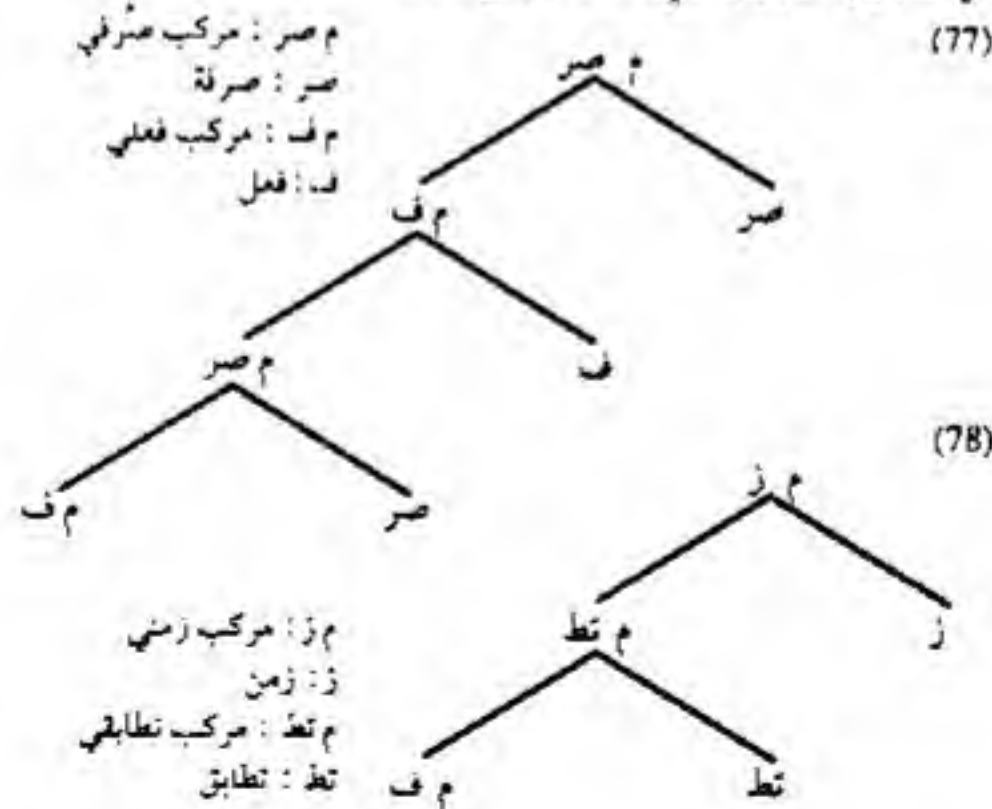 (77)
م صر : مركب صُرفي
صر : صرفة
م ف : مركب فعلي
ف : فعل
م صر
م ف
صر
م صر
ف
م ف
صر
(78)
م ز
م تط
ز
م ف
تط
م ز : مركب زمني
ز : زمن
م تط : مركب تطابقي
تط : تطابق